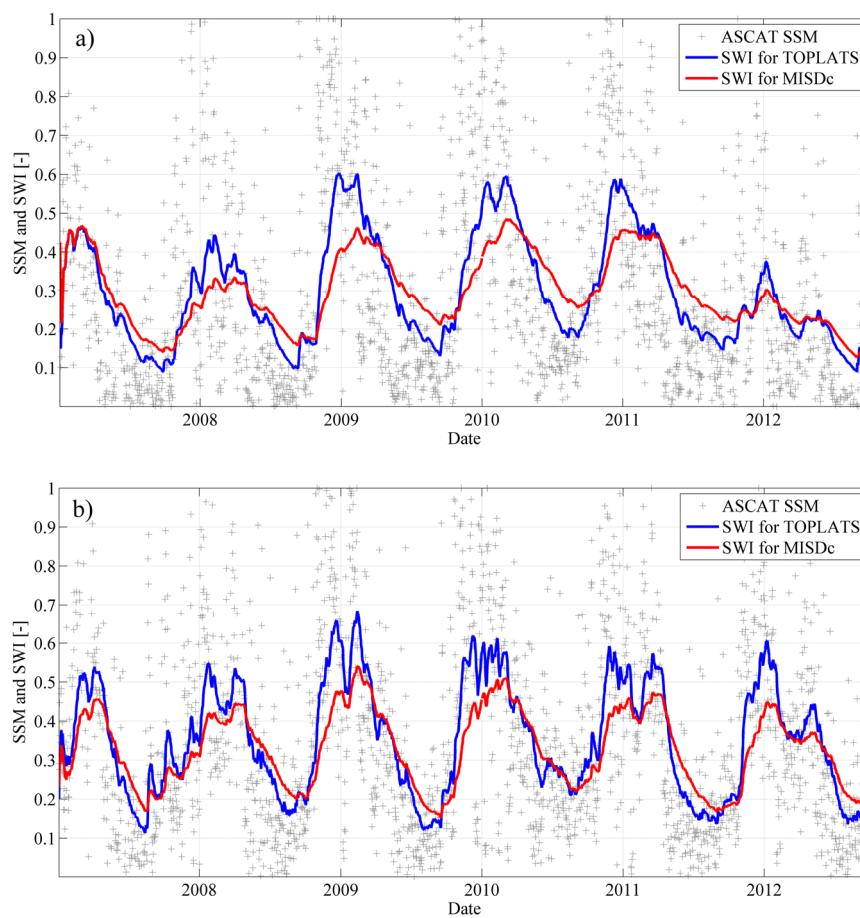 a)
ASCAT SSM
SWI for TOPLATS
SWI for MISDc
SSM and SWI [-]
1
0.9
0.8
0.7
0.6
0.5
0.4
0.3
0.2
0.1
2008 2009 2010 2011 2012
Date
b)
ASCAT SSM
SWI for TOPLATS
SWI for MISDc
SSM and SWI [-]
1
0.9
0.8
0.7
0.6
0.5
0.4
0.3
0.2
0.1
2008 2009 2010 2011 2012
Date